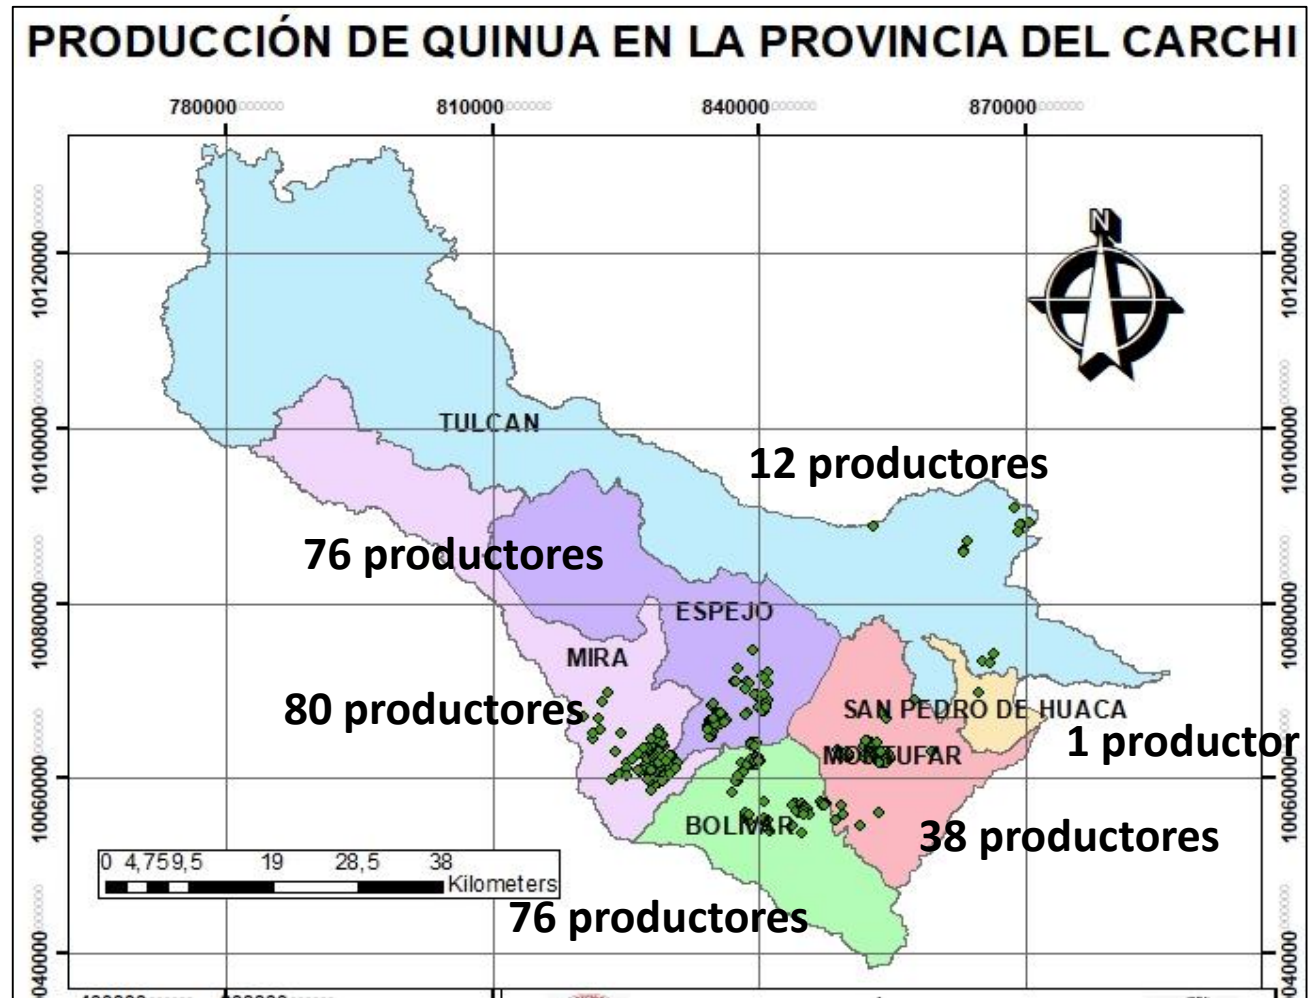 PRODUCCIÓN DE QUINUA EN LA PROVINCIA DEL CARCHI
780000 810000 840000 870000
10120000 10120000
N
TULCAN
10100000 10100000
12 productores
76 productores
10080000 10080000
ESPEJO
MIRA
80 productores
SAN PEDRO DE HUACA
1 productor
MONTUFAR
10060000 10060000
BOLIVAR
38 productores
0 4,75 9,5 19 28,5 38
Kilometers
76 productores
040000 040000